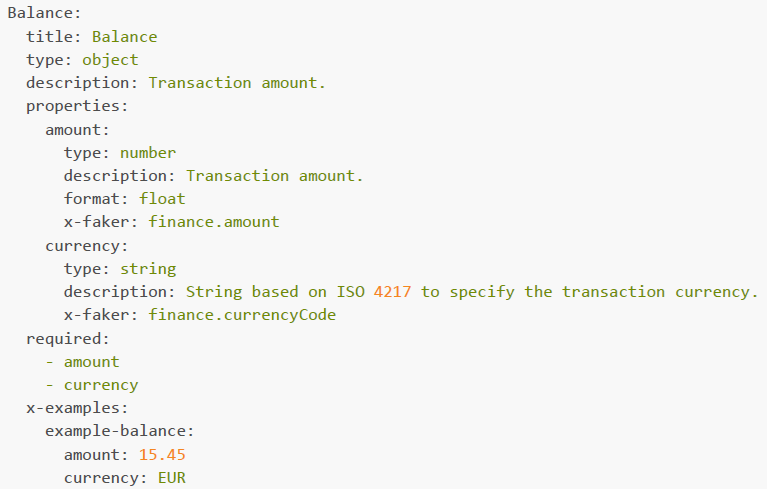 Balance:
  title: Balance
  type: object
  description: Transaction amount.
  properties:
    amount:
      type: number
      description: Transaction amount.
      format: float
      x-faker: finance.amount
    currency:
      type: string
      description: String based on ISO 4217 to specify the transaction currency.
      x-faker: finance.currencyCode
  required:
    - amount
    - currency
  x-examples:
    example-balance:
      amount: 15.45
      currency: EUR